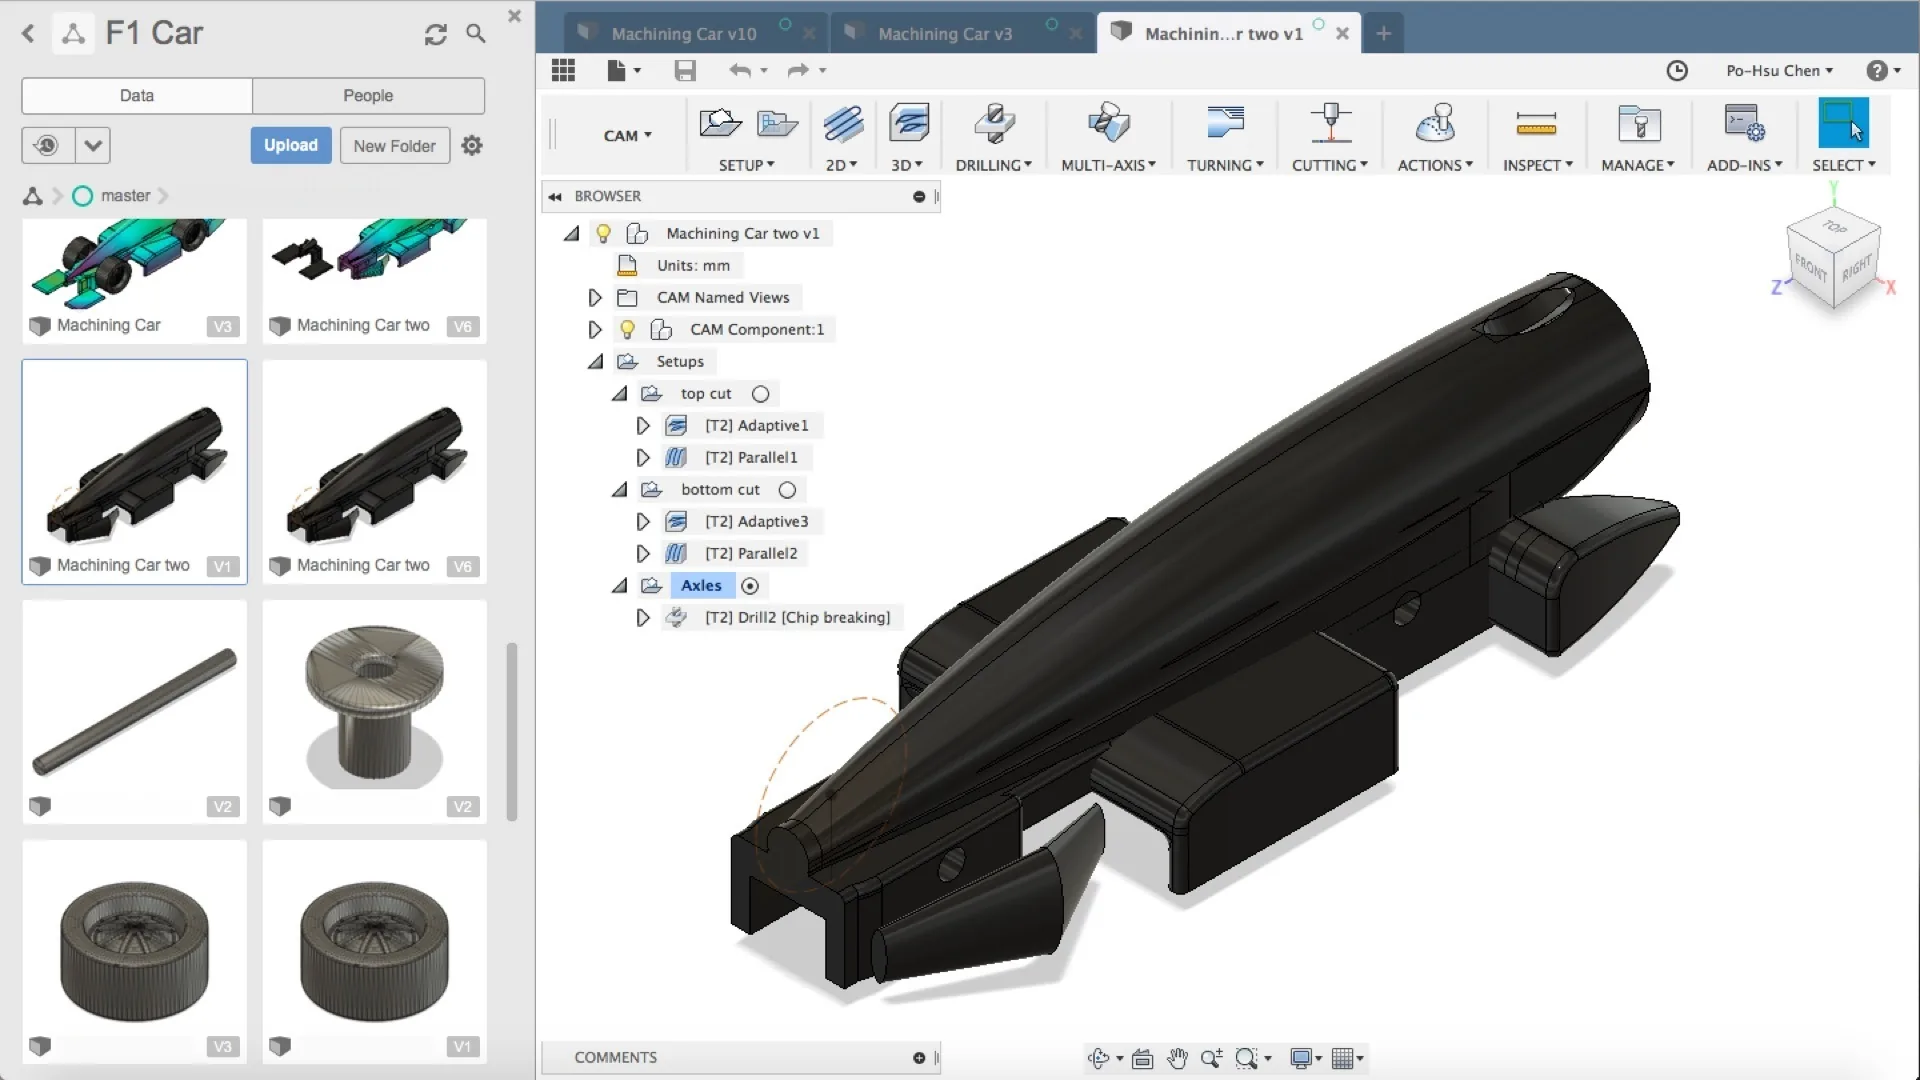 F1 Car
Data
People
Upload
New Folder
master
Machining Car
V3
Machining Car two
V6
Machining Car two
V1
Machining Car two
V6
V2
V2
V3
V1
Machining Car v10
Machining Car v3
Machinin...r two v1
Po-Hsu Chen
?
CAM
SETUP
2D
3D
DRILLING
MULTI-AXIS
TURNING
CUTTING
ACTIONS
INSPECT
MANAGE
ADD-INS
SELECT
BROWSER
Machining Car two v1
Units: mm
CAM Named Views
CAM Component:1
Setups
top cut
[T2] Adaptive1
[T2] Parallel1
bottom cut
[T2] Adaptive3
[T2] Parallel2
Axles
[T2] Drill2 [Chip breaking]
Y
TOP
FRONT
RIGHT
Z
X
COMMENTS